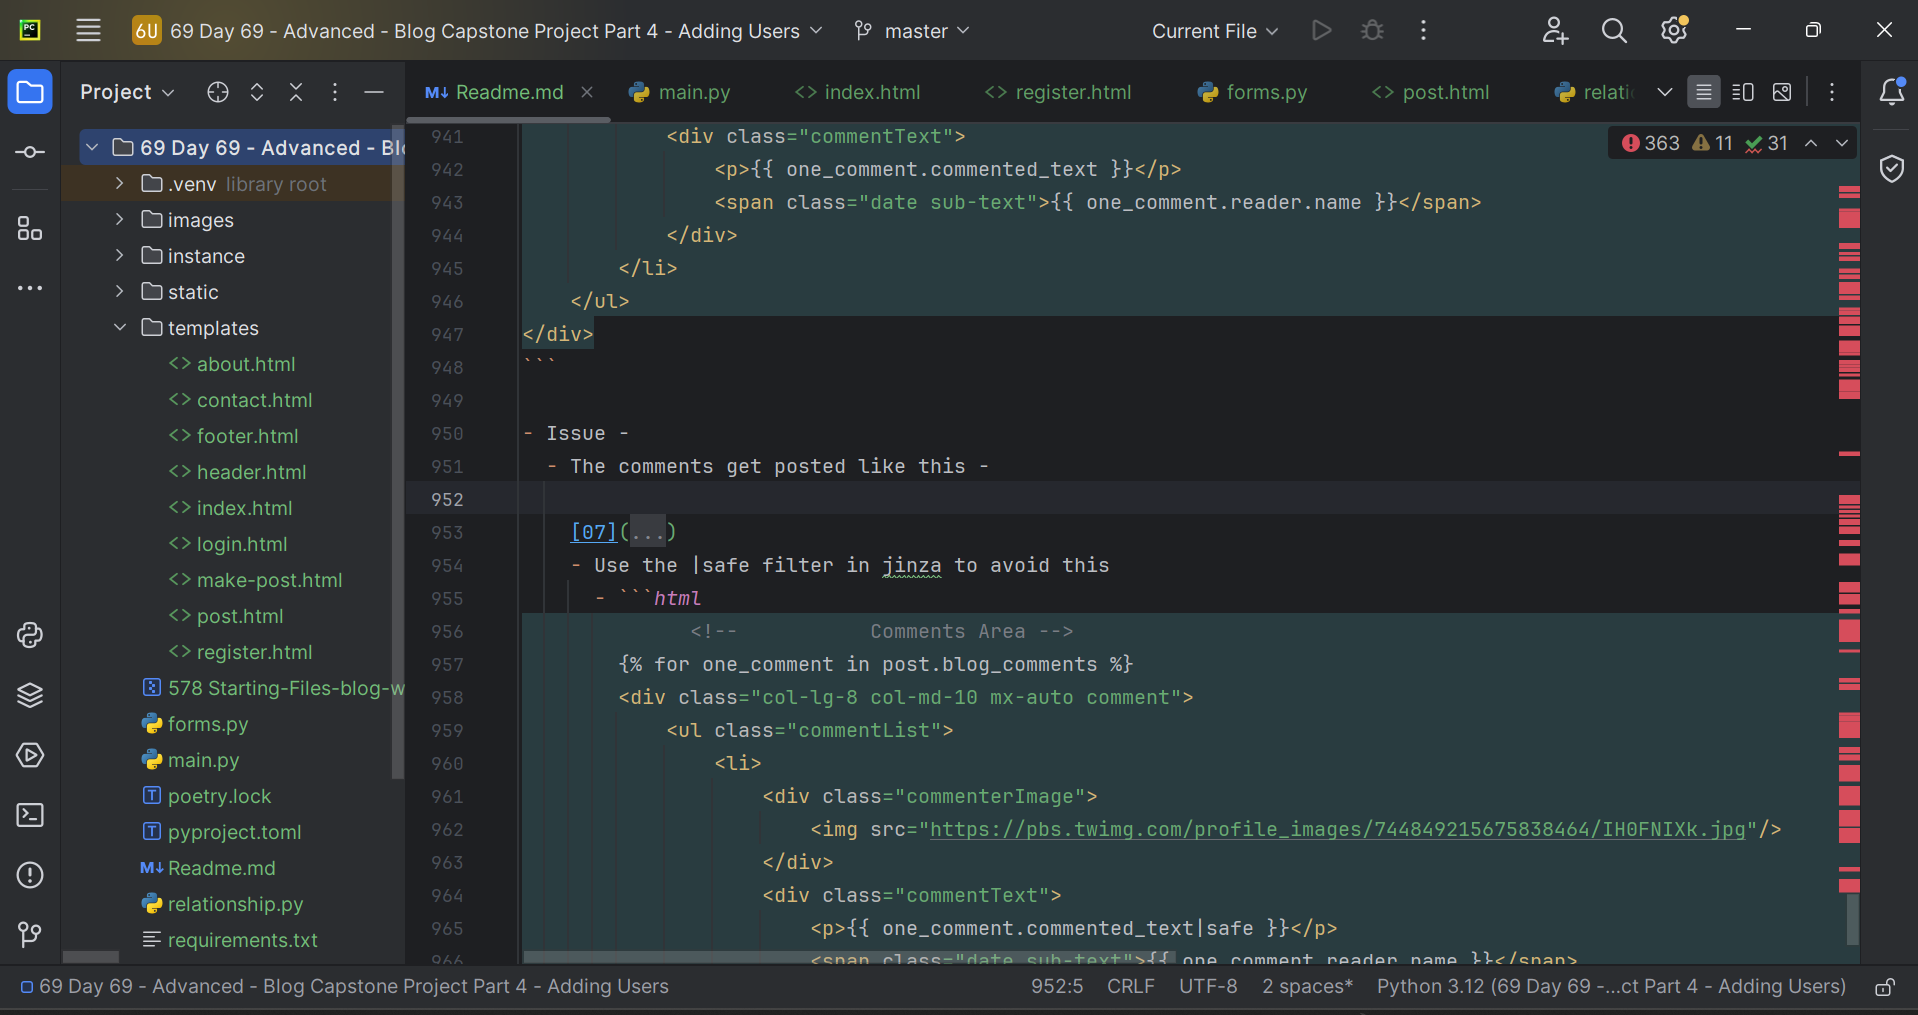 PC
6U 69 Day 69 - Advanced - Blog Capstone Project Part 4 - Adding Users
master
Current File
Project
M↓ Readme.md
main.py
<> index.html
<> register.html
forms.py
<> post.html
relati
69 Day 69 - Advanced - Blo
.venv library root
images
instance
static
templates
<> about.html
<> contact.html
<> footer.html
<> header.html
<> index.html
<> login.html
<> make-post.html
<> post.html
<> register.html
578 Starting-Files-blog-w
forms.py
main.py
T poetry.lock
T pyproject.toml
M↓ Readme.md
relationship.py
requirements.txt
363 11 31
941 <div class="commentText">
942 <p>{{ one_comment.commented_text }}</p>
943 <span class="date sub-text">{{ one_comment.reader.name }}</span>
944 </div>
945 </li>
946 </ul>
947 </div>
948 ```
949
950 - Issue -
951 - The comments get posted like this -
952
953 [07](...)
954 - Use the |safe filter in jinza to avoid this
955 - ```html
956 <!-- Comments Area -->
957 {% for one_comment in post.blog_comments %}
958 <div class="col-lg-8 col-md-10 mx-auto comment">
959 <ul class="commentList">
960 <li>
961 <div class="commenterImage">
962 <img src="https://pbs.twimg.com/profile_images/744849215675838464/IH0FNIXk.jpg"/>
963 </div>
964 <div class="commentText">
965 <p>{{ one_comment.commented_text|safe }}</p>
966 <span class="date sub-text">{{ one_comment.reader.name }}</span>
69 Day 69 - Advanced - Blog Capstone Project Part 4 - Adding Users
952:5 CRLF UTF-8 2 spaces* Python 3.12 (69 Day 69 -...ct Part 4 - Adding Users)